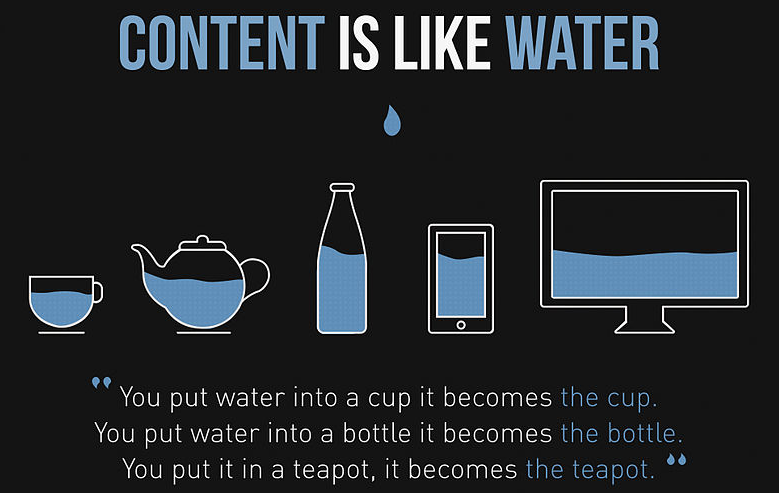 CONTENT IS LIKE WATER
"You put water into a cup it becomes the cup.
You put water into a bottle it becomes the bottle.
You put it in a teapot, it becomes the teapot."